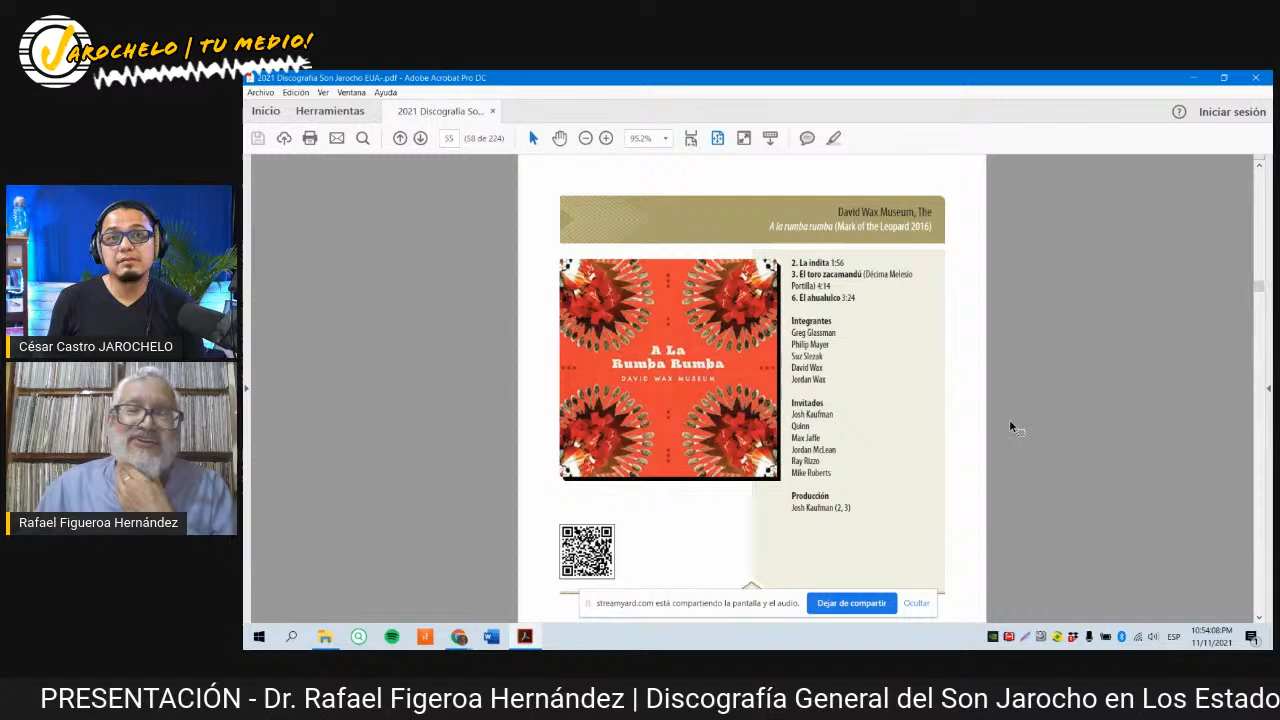 JAROCHELO | TU MEDIO!
2021 Discografia Son Jarocho EUA-.pdf - Adobe Acrobat Pro DC
Archivo Edición Ver Ventana Ayuda
Inicio Herramientas 2021 Discografia So... × Iniciar sesión
55 (58 de 224) 95.2%
David Wax Museum, The
A la rumba rumba (Mark of the Leopard 2016)
2. La indita 1:56
3. El toro zacamandú (Décima Melesio
Portilla) 4:14
6. El ahualulco 3:24
Integrantes
Greg Glassman
Philip Mayer
Suz Slezak
David Wax
Jordan Wax
Invitados
Josh Kaufman
Quinn
Max Jaffe
Jordan McLean
Ray Rizzo
Mike Roberts
Producción
Josh Kaufman (2, 3)
A La
Rumba Rumba
DAVID WAX MUSEUM
César Castro JAROCHELO
Rafael Figueroa Hernández
streamyard.com está compartiendo la pantalla y el audio. Dejar de compartir Ocultar
ESP
10:54:08 PM
11/11/2021
PRESENTACIÓN - Dr. Rafael Figeroa Hernández | Discografía General del Son Jarocho en Los Estado